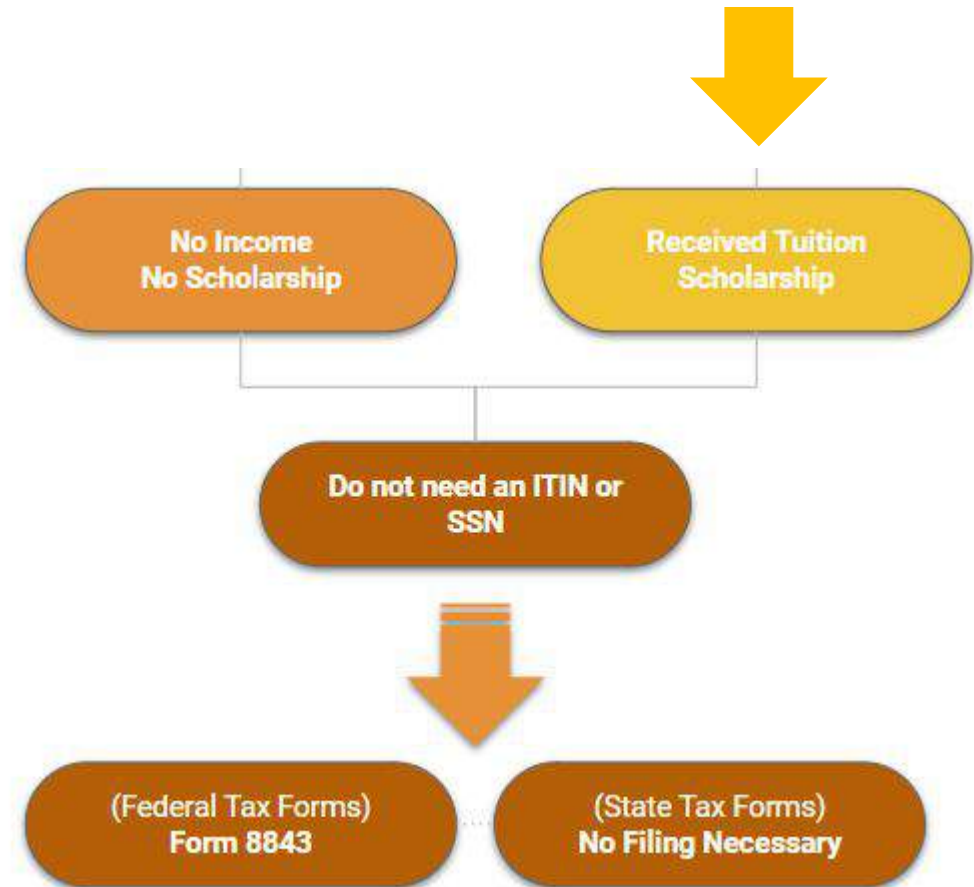 No Income
No Scholarship
Received Tuition
Scholarship
Do not need an ITIN or
SSN
(Federal Tax Forms)
Form 8843
(State Tax Forms)
No Filing Necessary